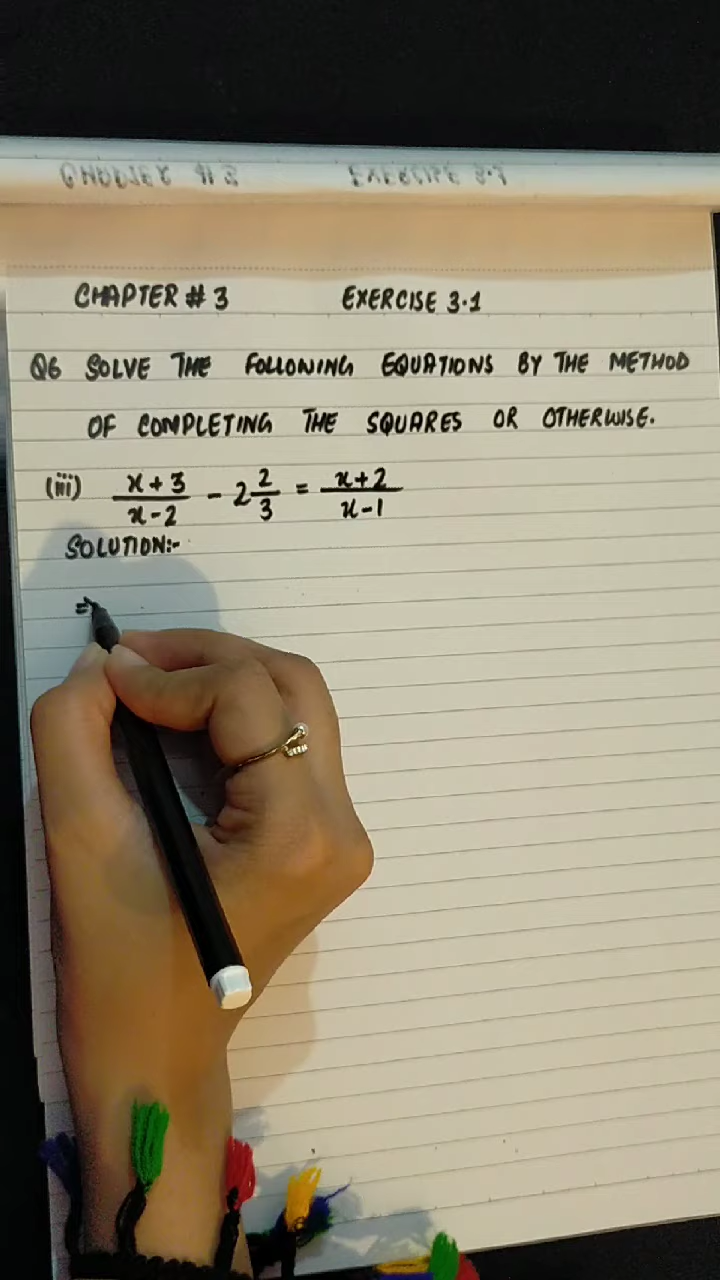 CHAPTER # 3 EXERCISE 3.1
Q6 SOLVE THE FOLLOWING EQUATIONS BY THE METHOD
OF COMPLETING THE SQUARES OR OTHERWISE.
(iii) x+3/x-2 - 2 2/3 = x+2/x-1
SOLUTION:-
=